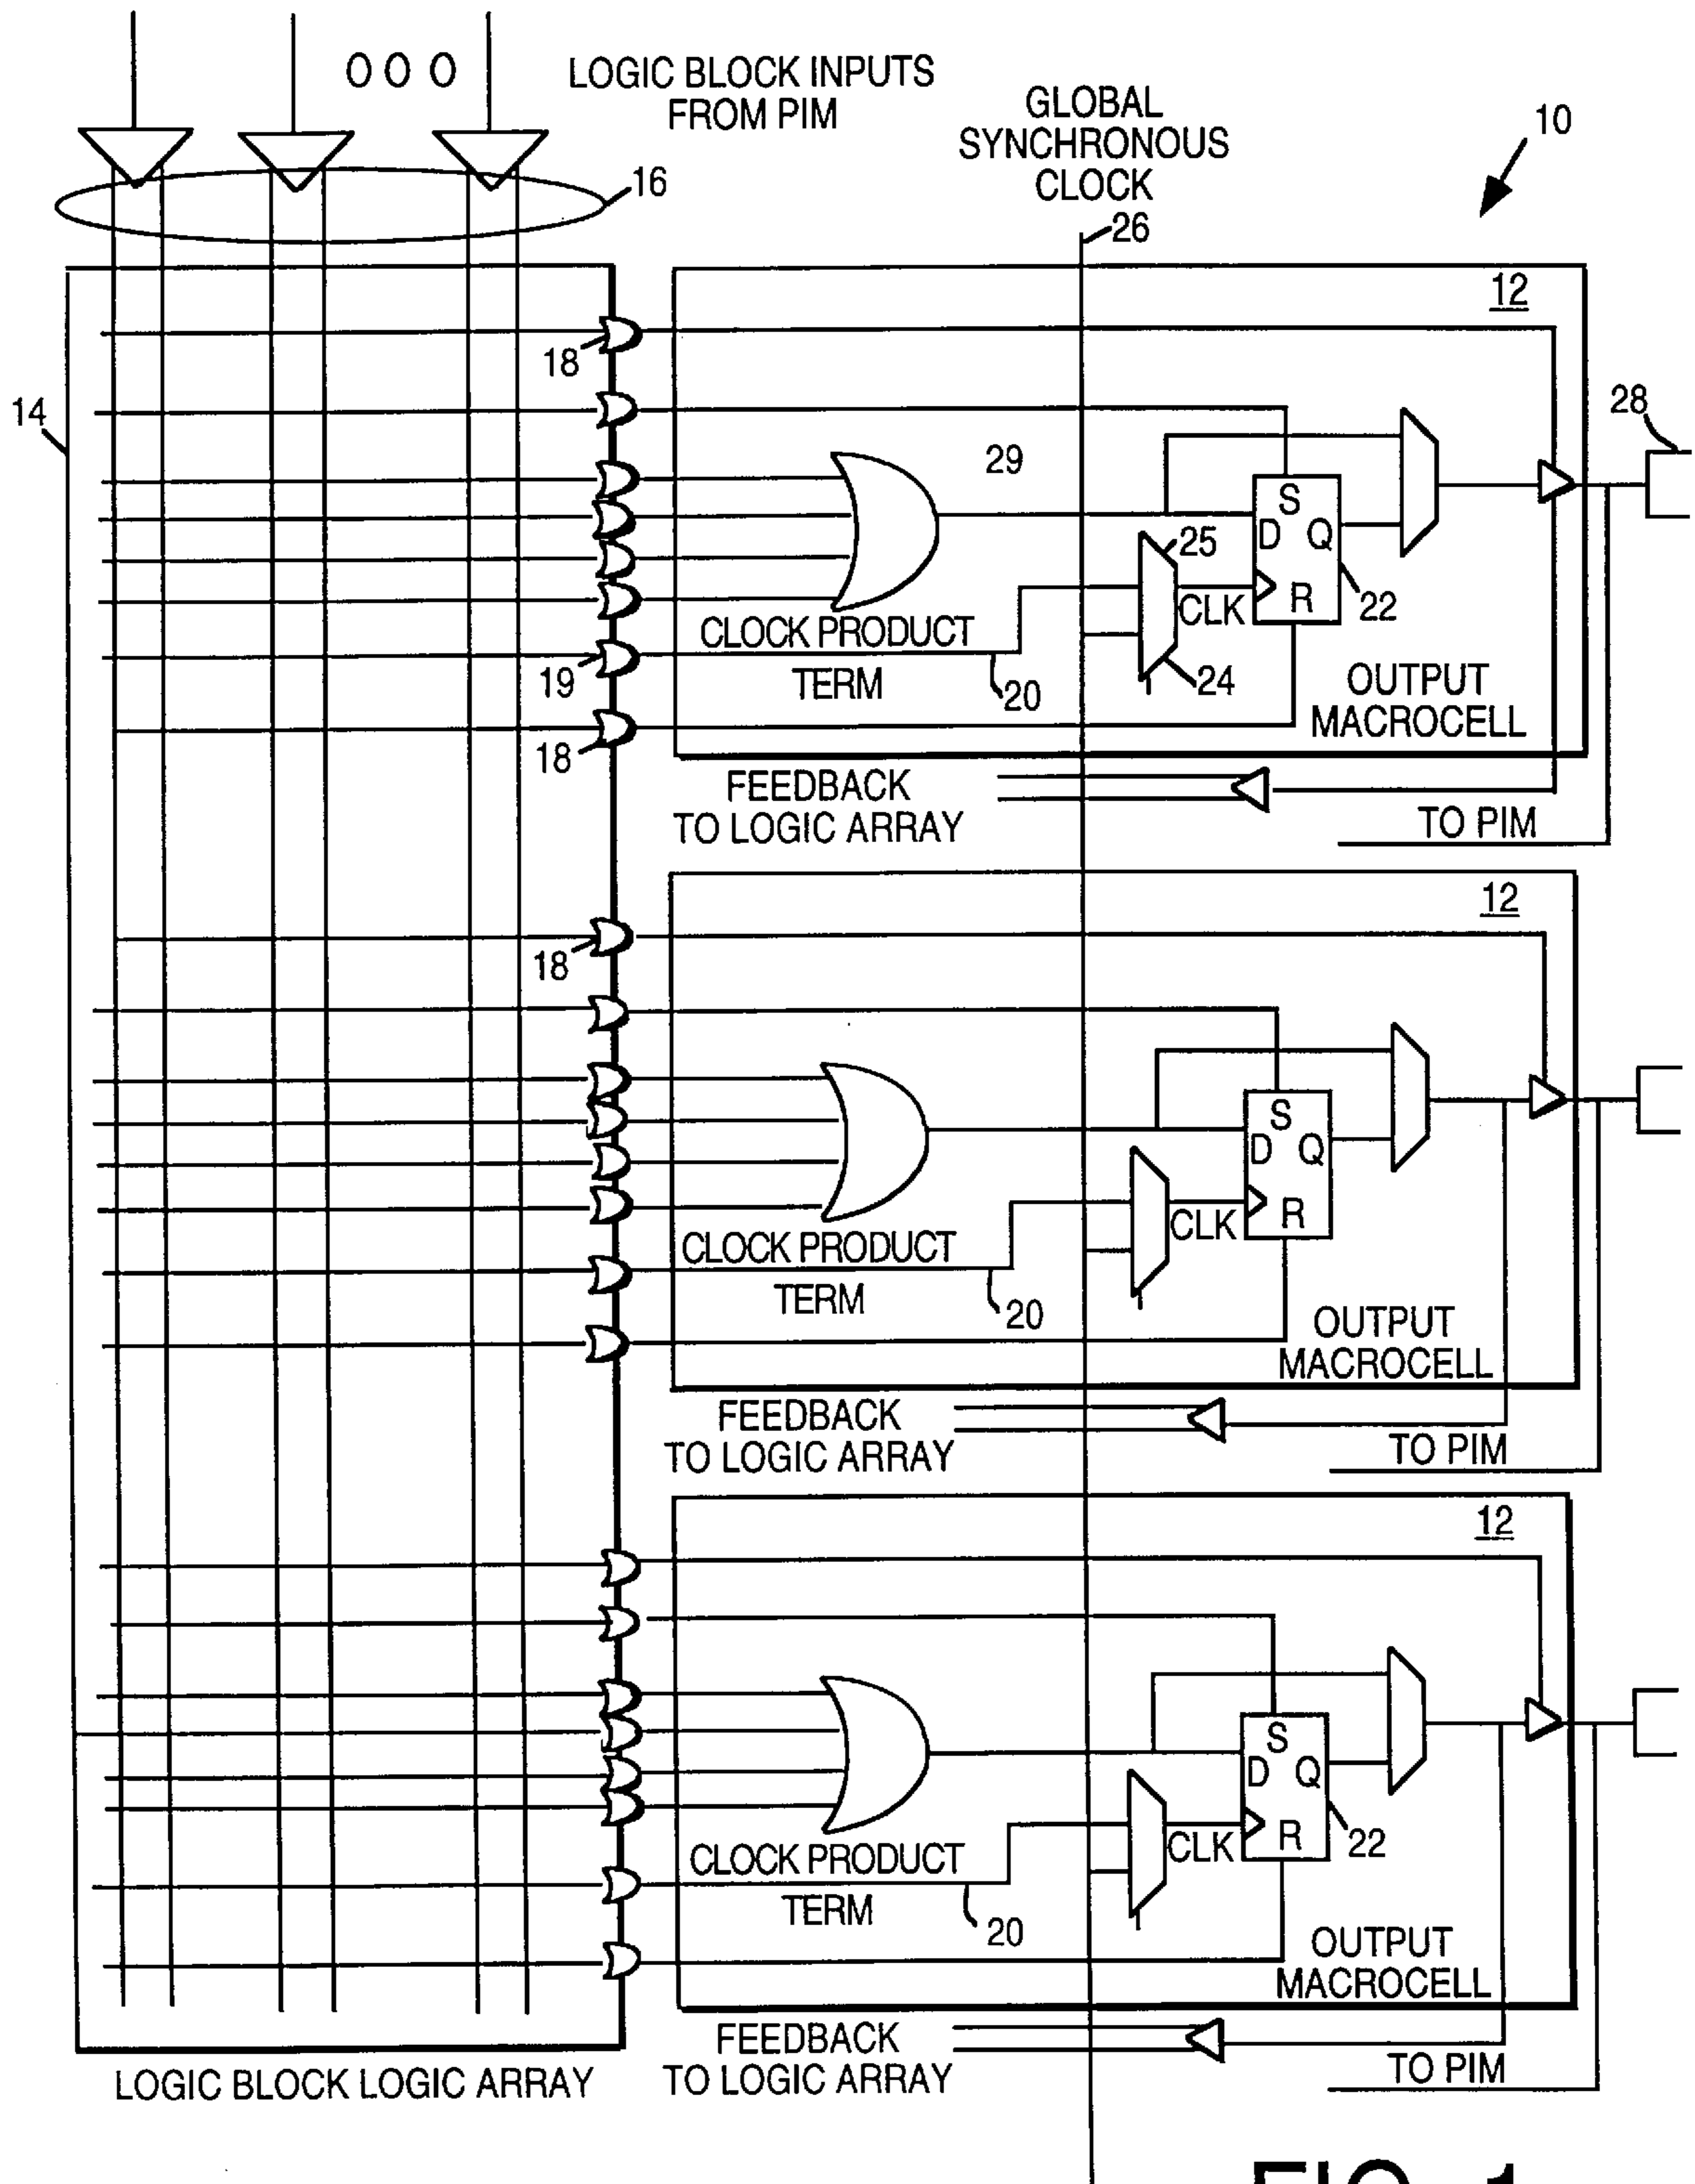 O O O
LOGIC BLOCK INPUTS
FROM PIM
GLOBAL
SYNCHRONOUS
CLOCK
26
10
16
14
12
18
29
28
S
D Q
R
25
CLK
22
24
CLOCK PRODUCT
TERM
19
20
OUTPUT
MACROCELL
18
FEEDBACK
TO LOGIC ARRAY
TO PIM
12
18
S
D Q
R
CLK
CLOCK PRODUCT
TERM
20
OUTPUT
MACROCELL
FEEDBACK
TO LOGIC ARRAY
TO PIM
12
S
D Q
R
CLK
22
CLOCK PRODUCT
TERM
20
OUTPUT
MACROCELL
FEEDBACK
TO LOGIC ARRAY
TO PIM
LOGIC BLOCK LOGIC ARRAY
FIG. 1